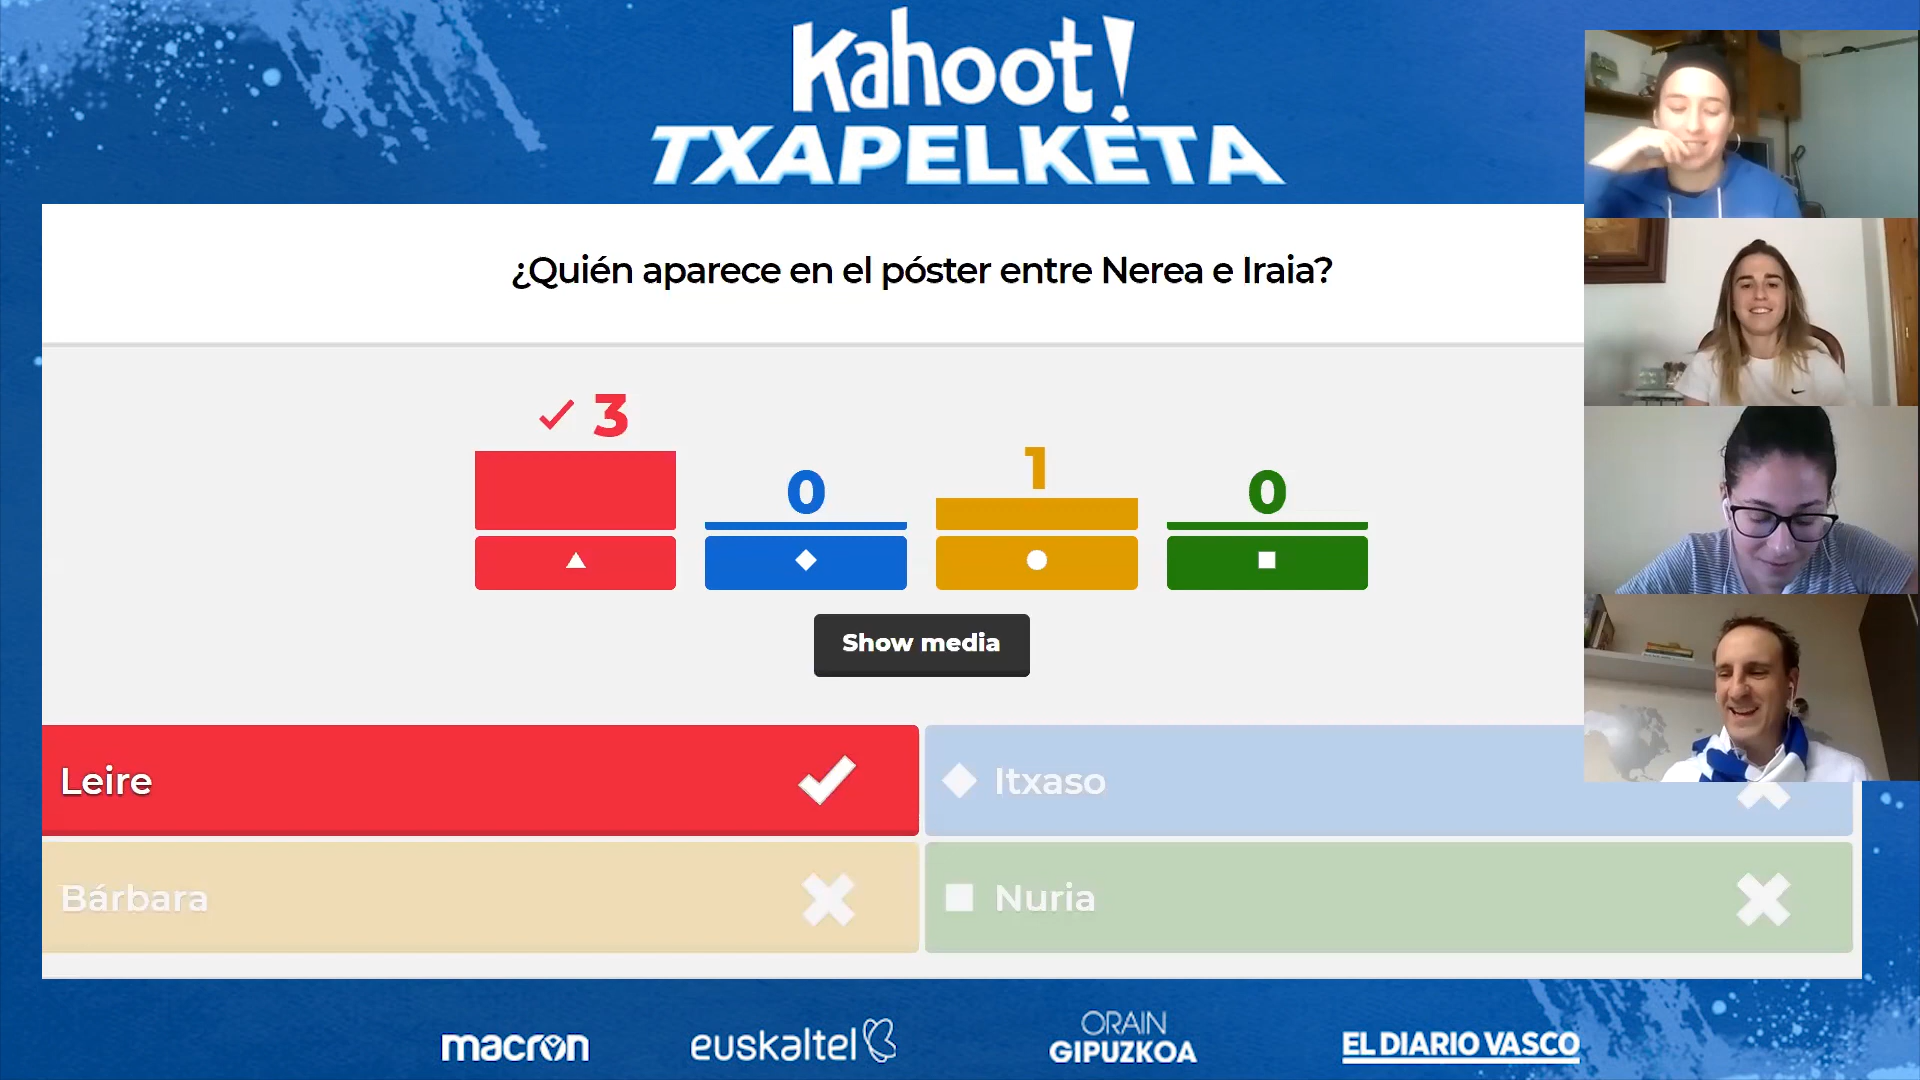 Kahoot!
TXAPELKETA
¿Quién aparece en el póster entre Nerea e Iraia?
3
0
1
0
Show media
Leire
Itxaso
Bárbara
Nuria
macron
euskaltel
ORAIN
GIPUZKOA
EL DIARIO VASCO